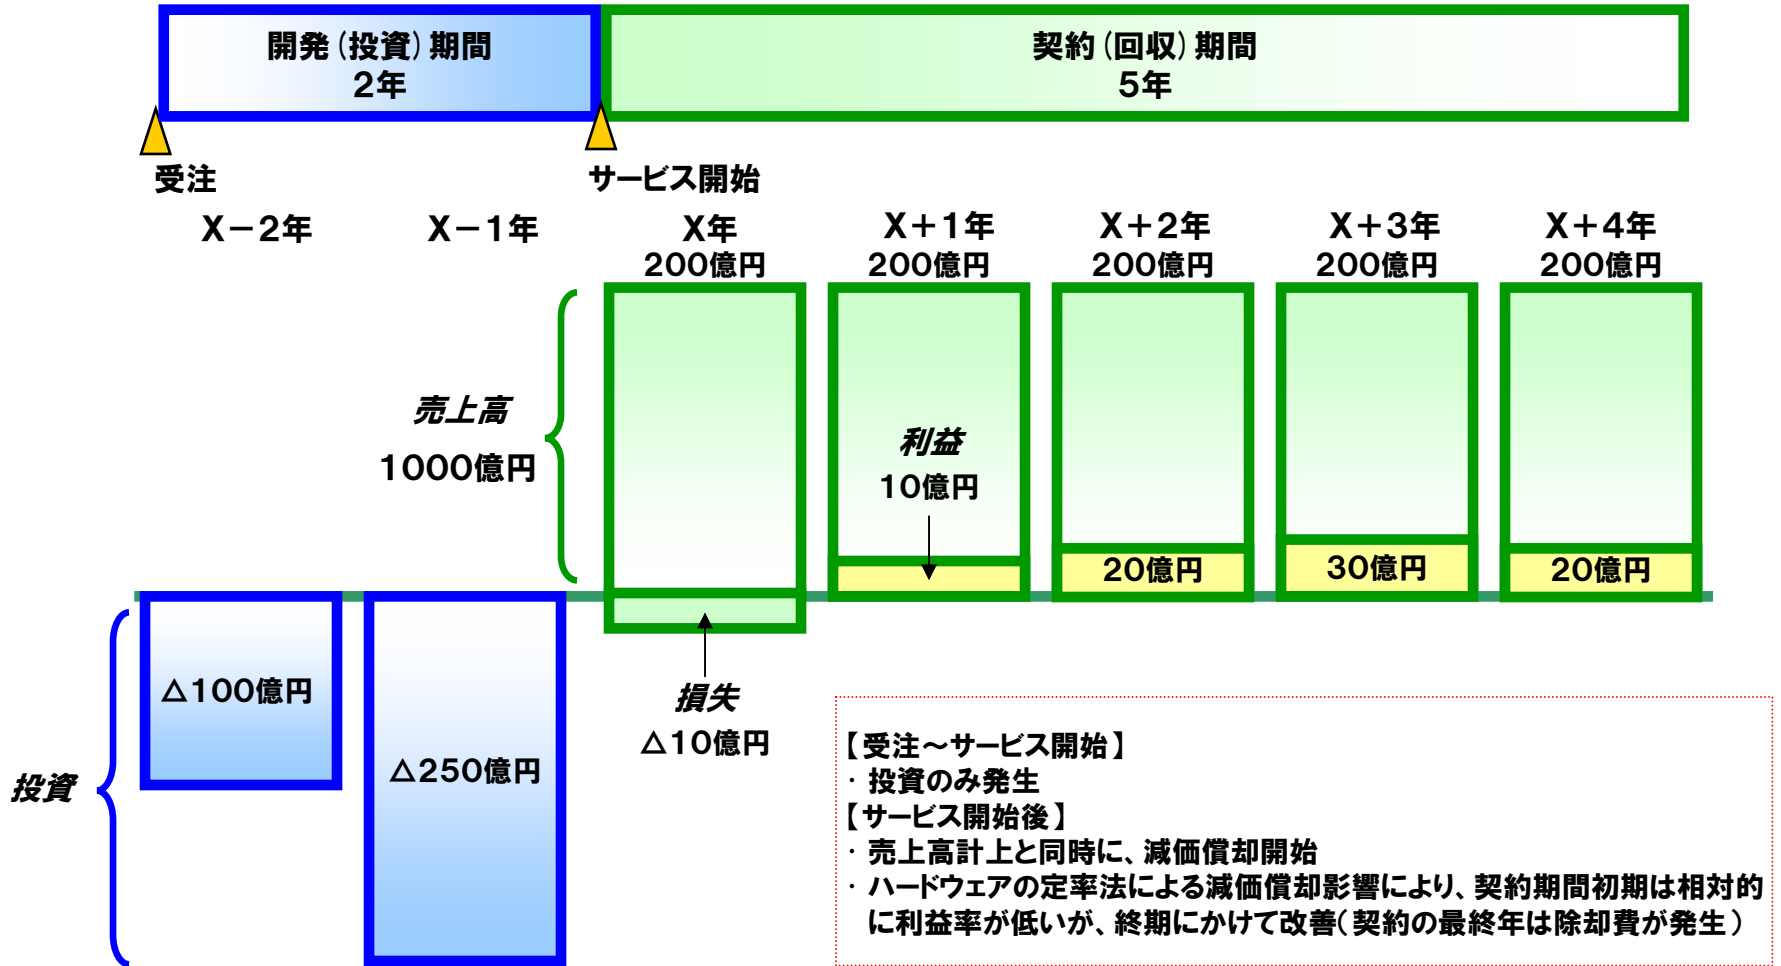 開発（投資）期間
2年
契約（回収）期間
5年
受注
サービス開始
X－2年
X－1年
X年
X＋1年
X＋2年
X＋3年
X＋4年
200億円
200億円
200億円
200億円
200億円
売上高
1000億円
利益
10億円
20億円
30億円
20億円
△100億円
△250億円
損失
△10億円
投資
【受注～サービス開始】
・投資のみ発生
【サービス開始後】
・売上高計上と同時に、減価償却開始
・ハードウェアの定率法による減価償却影響により、契約期間初期は相対的
に利益率が低いが、終期にかけて改善（契約の最終年は除却費が発生）